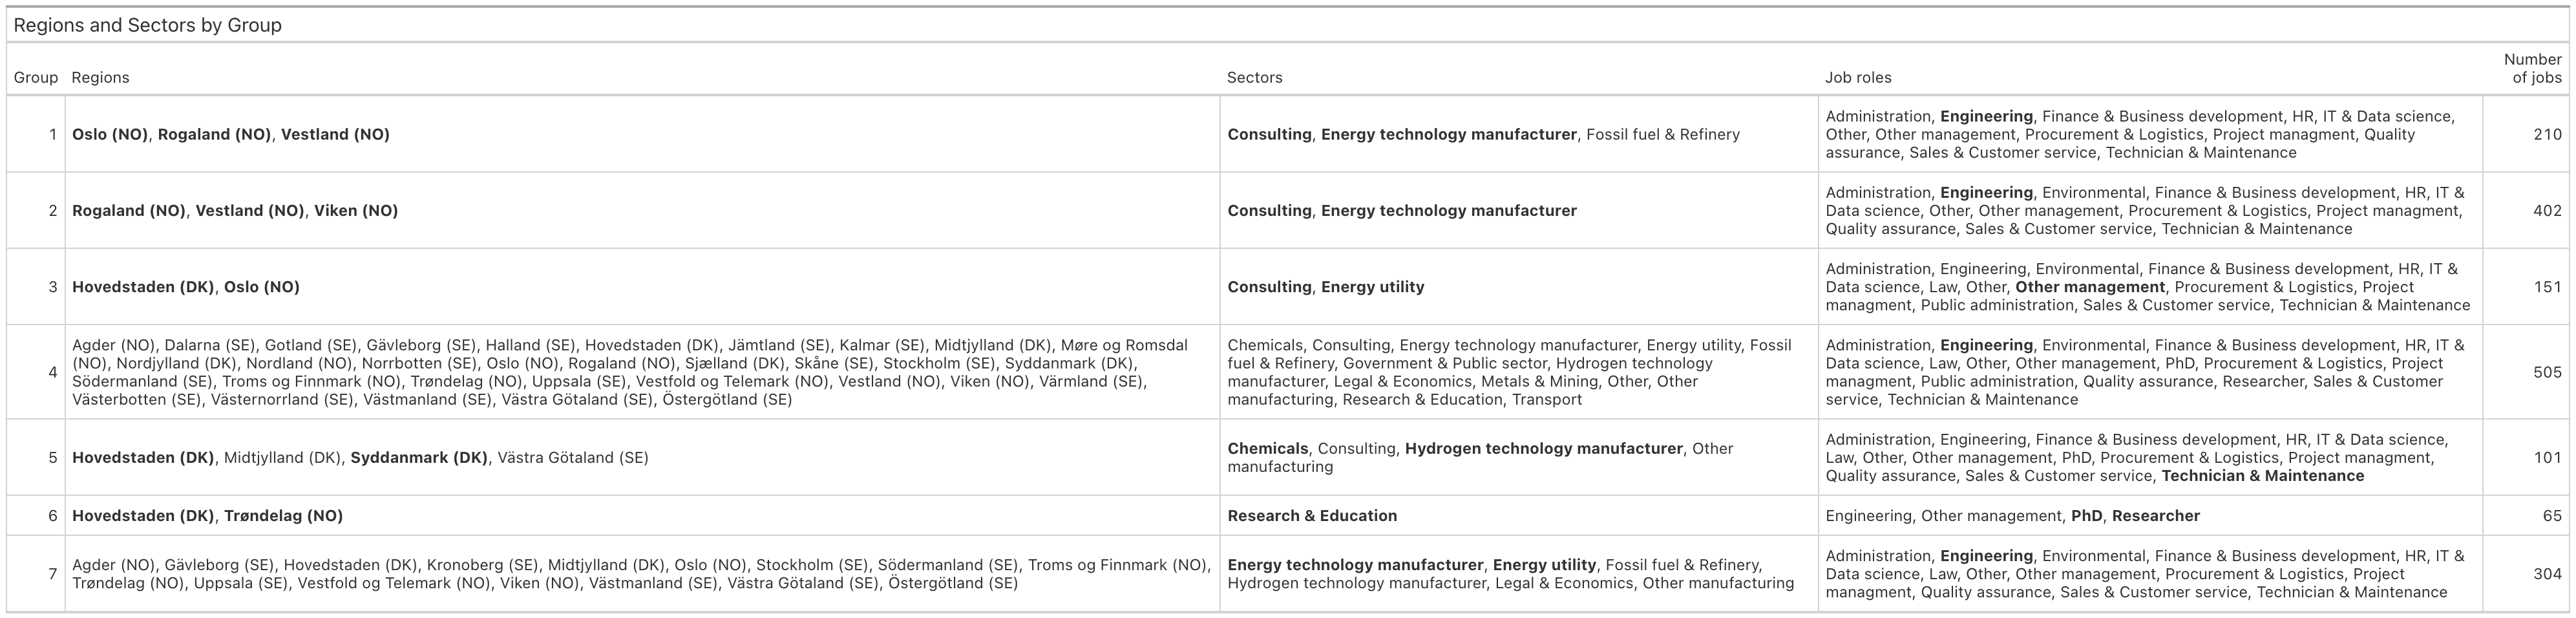 Regions and Sectors by Group
Group Regions Sectors Job roles Number
of jobs
1 Oslo (NO), Rogaland (NO), Vestland (NO) Consulting, Energy technology manufacturer, Fossil fuel & Refinery Administration, Engineering, Finance & Business development, HR, IT & Data science,
Other, Other management, Procurement & Logistics, Project managment, Quality
assurance, Sales & Customer service, Technician & Maintenance 210
2 Rogaland (NO), Vestland (NO), Viken (NO) Consulting, Energy technology manufacturer Administration, Engineering, Environmental, Finance & Business development, HR, IT &
Data science, Other, Other management, Procurement & Logistics, Project managment,
Quality assurance, Sales & Customer service, Technician & Maintenance 402
3 Hovedstaden (DK), Oslo (NO) Consulting, Energy utility Administration, Engineering, Environmental, Finance & Business development, HR, IT &
Data science, Law, Other, Other management, Procurement & Logistics, Project
managment, Public administration, Sales & Customer service, Technician & Maintenance 151
4 Agder (NO), Dalarna (SE), Gotland (SE), Gävleborg (SE), Halland (SE), Hovedstaden (DK), Jämtland (SE), Kalmar (SE), Midtjylland (DK), Møre og Romsdal
(NO), Nordjylland (DK), Nordland (NO), Norrbotten (SE), Oslo (NO), Rogaland (NO), Sjælland (DK), Skåne (SE), Stockholm (SE), Syddanmark (DK),
Södermanland (SE), Troms og Finnmark (NO), Trøndelag (NO), Uppsala (SE), Vestfold og Telemark (NO), Vestland (NO), Viken (NO), Värmland (SE),
Västerbotten (SE), Västernorrland (SE), Västmanland (SE), Västra Götaland (SE), Östergötland (SE)
Chemicals, Consulting, Energy technology manufacturer, Energy utility, Fossil
fuel & Refinery, Government & Public sector, Hydrogen technology
manufacturer, Legal & Economics, Metals & Mining, Other, Other
manufacturing, Research & Education, Transport
Administration, Engineering, Environmental, Finance & Business development, HR, IT &
Data science, Law, Other, Other management, PhD, Procurement & Logistics, Project
managment, Public administration, Quality assurance, Researcher, Sales & Customer
service, Technician & Maintenance
505
5 Hovedstaden (DK), Midtjylland (DK), Syddanmark (DK), Västra Götaland (SE)
Chemicals, Consulting, Hydrogen technology manufacturer, Other
manufacturing
Administration, Engineering, Finance & Business development, HR, IT & Data science,
Law, Other, Other management, PhD, Procurement & Logistics, Project managment,
Quality assurance, Sales & Customer service, Technician & Maintenance
101
6 Hovedstaden (DK), Trøndelag (NO) Research & Education Engineering, Other management, PhD, Researcher 65
7 Agder (NO), Gävleborg (SE), Hovedstaden (DK), Kronoberg (SE), Midtjylland (DK), Oslo (NO), Stockholm (SE), Södermanland (SE), Troms og Finnmark (NO),
Trøndelag (NO), Uppsala (SE), Vestfold og Telemark (NO), Viken (NO), Västmanland (SE), Västra Götaland (SE), Östergötland (SE)
Energy technology manufacturer, Energy utility, Fossil fuel & Refinery,
Hydrogen technology manufacturer, Legal & Economics, Other manufacturing
Administration, Engineering, Environmental, Finance & Business development, HR, IT &
Data science, Law, Other, Other management, Procurement & Logistics, Project
managment, Quality assurance, Sales & Customer service, Technician & Maintenance
304